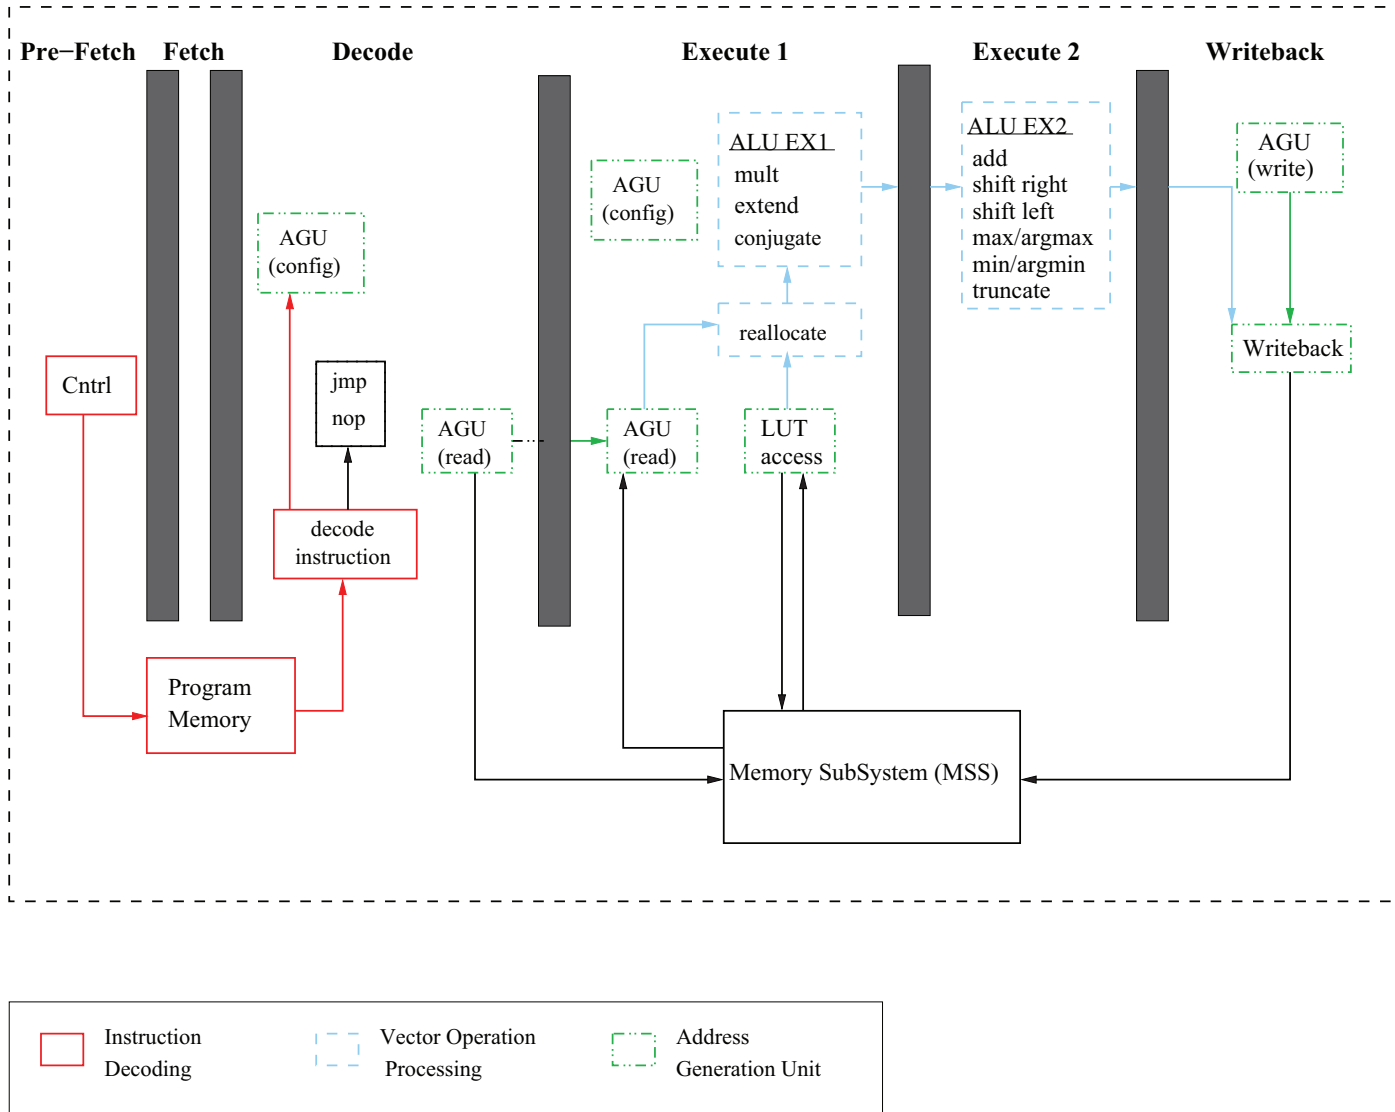 Pre−Fetch
Fetch
Decode
Execute 1
Execute 2
Writeback
Cntrl
Program
Memory
AGU
(config)
jmp
nop
decode
instruction
AGU
(read)
AGU
(config)
AGU
(read)
ALU EX1
mult
extend
conjugate
reallocate
LUT
access
ALU EX2
add
shift right
shift left
max/argmax
min/argmin
truncate
AGU
(write)
Writeback
Memory SubSystem (MSS)
Instruction
Decoding
Vector Operation
Processing
Address
Generation Unit